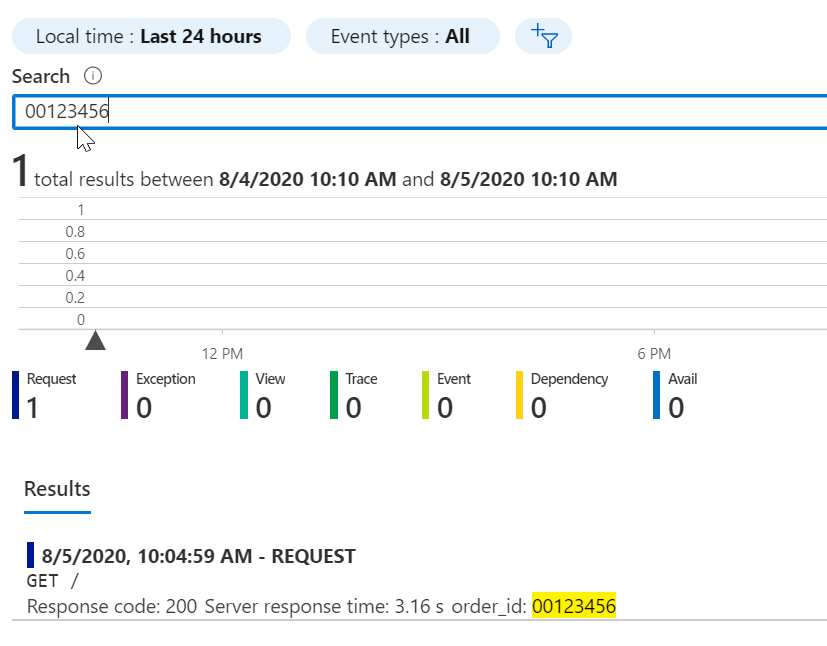 Local time : Last 24 hours Event types : All
Search
00123456
1 total results between 8/4/2020 10:10 AM and 8/5/2020 10:10 AM
1
0.8
0.6
0.4
0.2
0
12 PM 6 PM
Request Exception View Trace Event Dependency Avail
1 0 0 0 0 0 0
Results
8/5/2020, 10:04:59 AM - REQUEST
GET /
Response code: 200 Server response time: 3.16 s order_id: 00123456